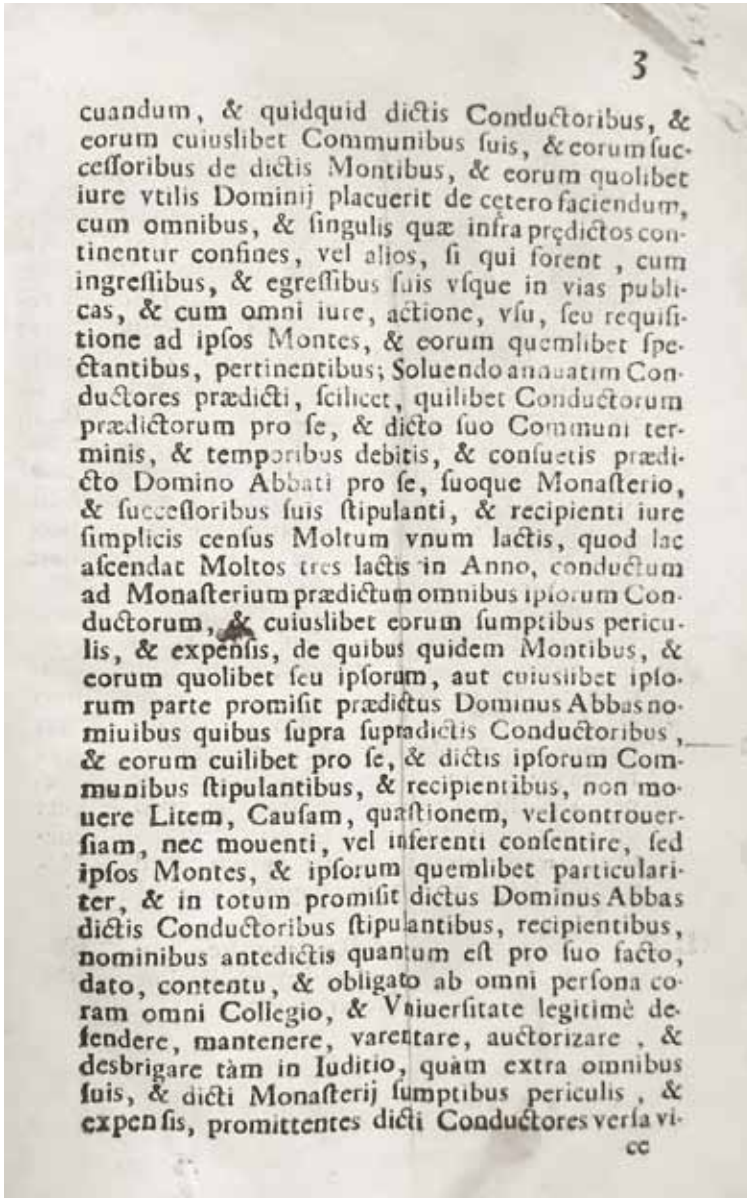 3
cuandum, & quidquid dictis Conductoribus, &
eorum cuiuslibet Communibus ſuis, & eorum ſuc-
ceſſoribus de dictis Montibus, & eorum quolibet
iure vtilis Dominij placuerit de cętero faciendum,
cum omnibus, & ſingulis quæ infra prędictos con-
tinentur confines, vel alios, ſi qui forent, cum
ingreſſibus, & egreſſibus ſuis vſque in vias publi-
cas, & cum omni iure, actione, vſu, ſeu requiſi-
tione ad ipſos Montes, & eorum quemlibet ſpe-
ctantibus, pertinentibus; Soluendo annuatim Con-
ductores prædicti, ſcilicet, quilibet Conductorum
prædictorum pro ſe, & dicto ſuo Communi ter-
minis, & temporibus debitis, & conſuetis prædi-
cto Domino Abbati pro ſe, ſuoque Monaſterio,
& ſucceſſoribus ſuis ſtipulanti, & recipienti iure
ſimplicis cenſus Moltum vnum lactis, quod lac
aſcendat Moltos tres lactis in Anno, conductum
ad Monaſterium prædictum omnibus ipſorum Con-
ductorum, & cuiuslibet eorum ſumptibus pericu-
lis, & expenſis, de quibus quidem Montibus, &
eorum quolibet ſeu ipſorum, aut cuiuslibet ipſo-
rum parte promiſit prædictus Dominus Abbas no-
miuibus quibus ſupra ſupradictis Conductoribus,
& eorum cuilibet pro ſe, & dictis ipſorum Com-
munibus ſtipulantibus, & recipientibus, non mo-
uere Litem, Cauſam, quæſtionem, vel controuer-
ſiam, nec mouenti, vel inferenti conſentire, ſed
ipſos Montes, & ipſorum quemlibet particulari-
ter, & in totum promiſit dictus Dominus Abbas
dictis Conductoribus ſtipulantibus, recipientibus,
nominibus antedictis quantum eſt pro ſuo facto,
dato, contentu, & obligato ab omni perſona co-
ram omni Collegio, & Vniuerſitate legitimè de-
fendere, mantenere, varentare, auctorizare, &
desbrigare tàm in Iuditio, quàm extra omnibus
ſuis, & dicti Monaſterij ſumptibus periculis, &
expenſis, promittentes dicti Conductores verſa vi-
ce